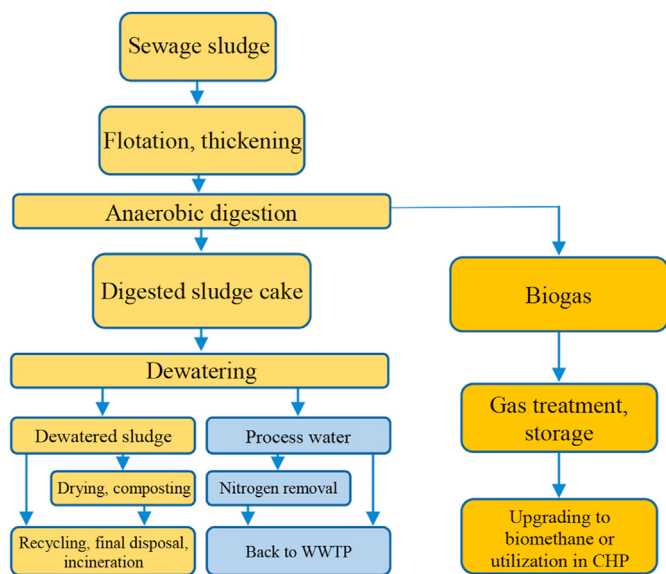 Sewage sludge
Flotation, thickening
Anaerobic digestion
Digested sludge cake
Biogas
Dewatering
Gas treatment,
storage
Dewatered sludge
Process water
Drying, composting
Nitrogen removal
Recycling, final disposal,
incineration
Back to WWTP
Upgrading to
biomethane or
utilization in CHP